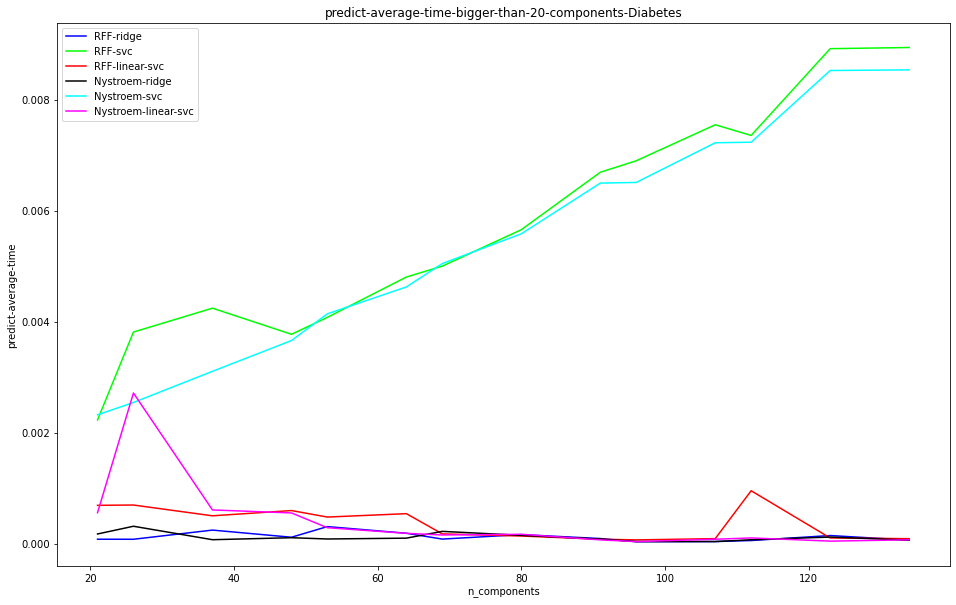 predict-average-time-bigger-than-20-components-Diabetes
RFF-ridge
RFF-svc
RFF-linear-svc
Nystroem-ridge
Nystroem-svc
Nystroem-linear-svc
0.008
0.006
0.004
0.002
0.000
predict-average-time
20 40 60 80 100 120
n_components